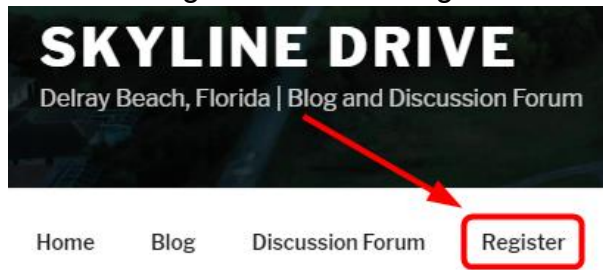 SKYLINE DRIVE
Delray Beach, Florida | Blog and Discussion Forum
Home Blog Discussion Forum Register